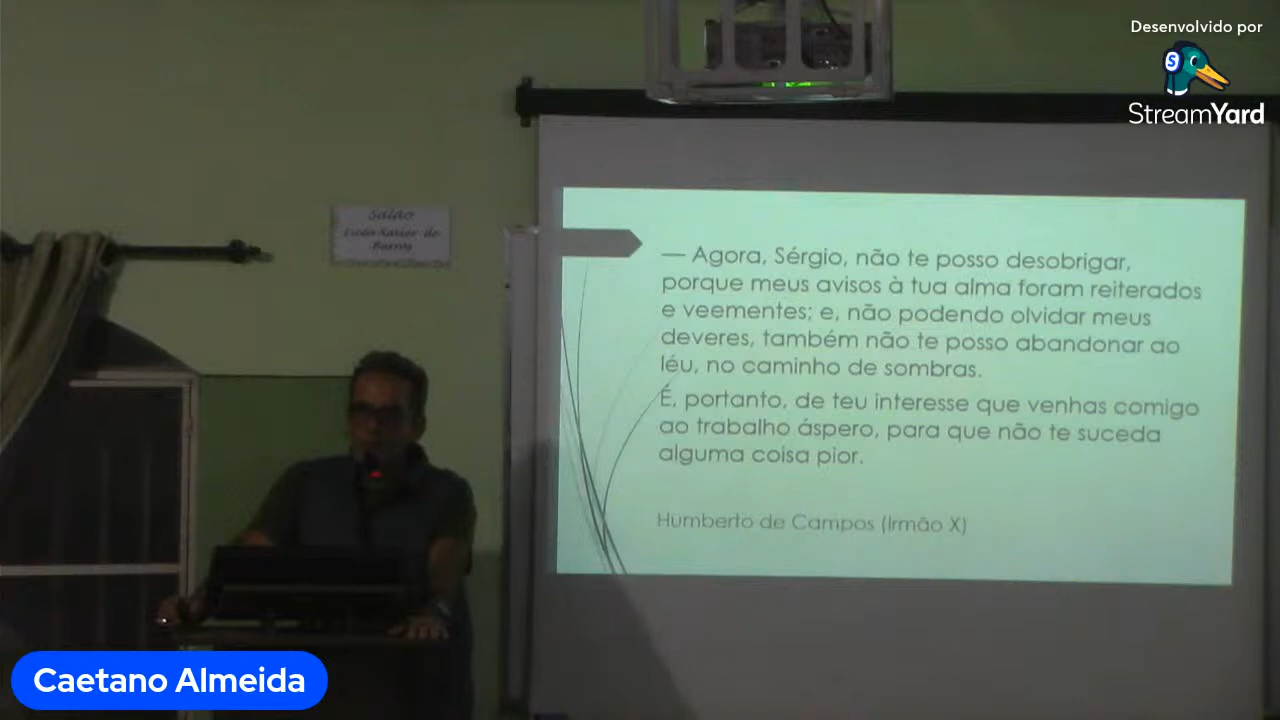 Desenvolvido por
StreamYard
Salão
— Agora, Sérgio, não te posso desobrigar,
porque meus avisos à tua alma foram reiterados
e veementes; e, não podendo olvidar meus
deveres, também não te posso abandonar ao
léu, no caminho de sombras.
É, portanto, de teu interesse que venhas comigo
ao trabalho áspero, para que não te suceda
alguma coisa pior.
Humberto de Campos (Irmão X)
Caetano Almeida